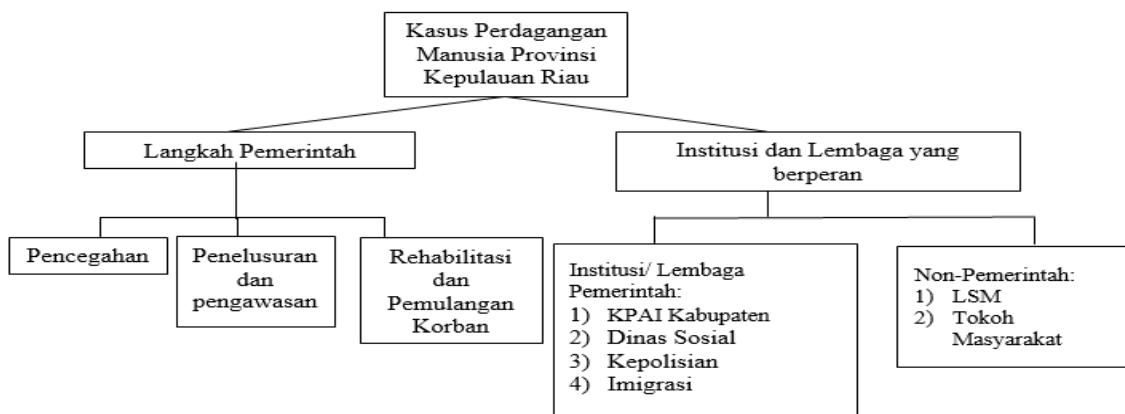 Kasus Perdagangan
Manusia Provinsi
Kepulauan Riau
Langkah Pemerintah
Institusi dan Lembaga yang
berperan
Pencegahan
Penelusuran
dan
pengawasan
Rehabilitasi
dan
Pemulangan
Korban
Institusi/ Lembaga
Pemerintah:
1) KPAI Kabupaten
2) Dinas Sosial
3) Kepolisian
4) Imigrasi
Non-Pemerintah:
1) LSM
2) Tokoh
Masyarakat